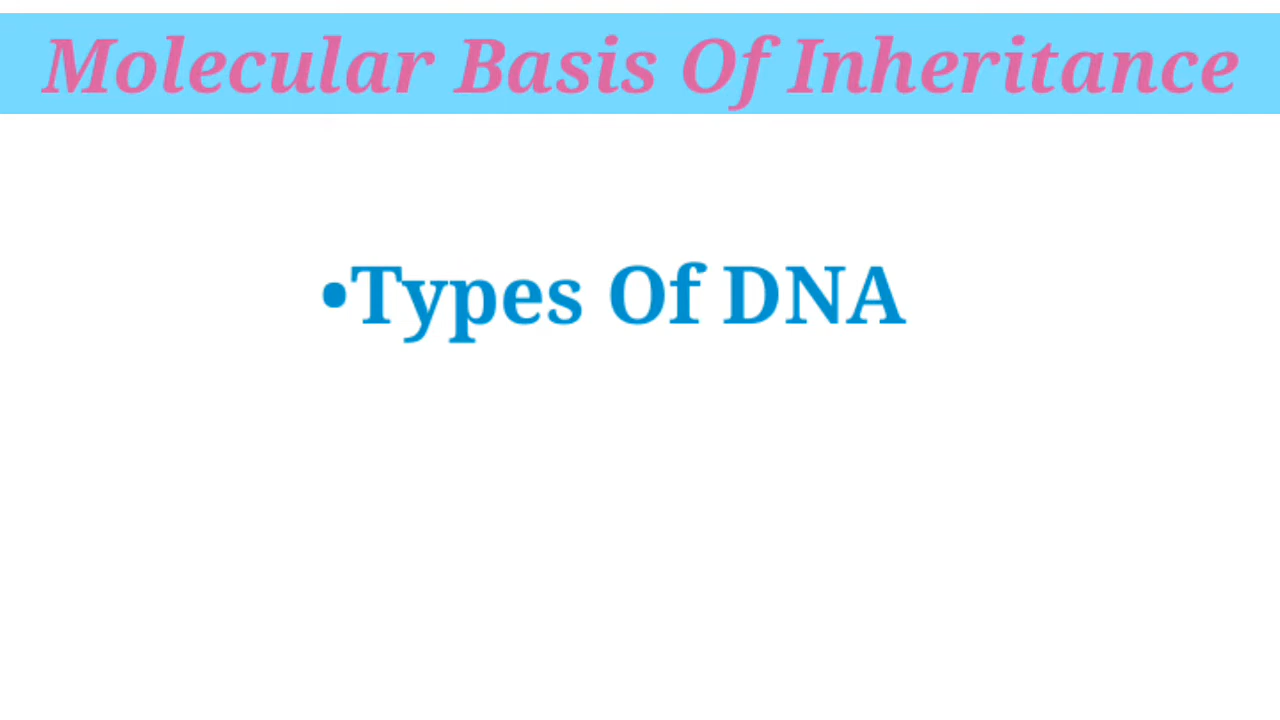 Molecular Basis Of Inheritance
•Types Of DNA